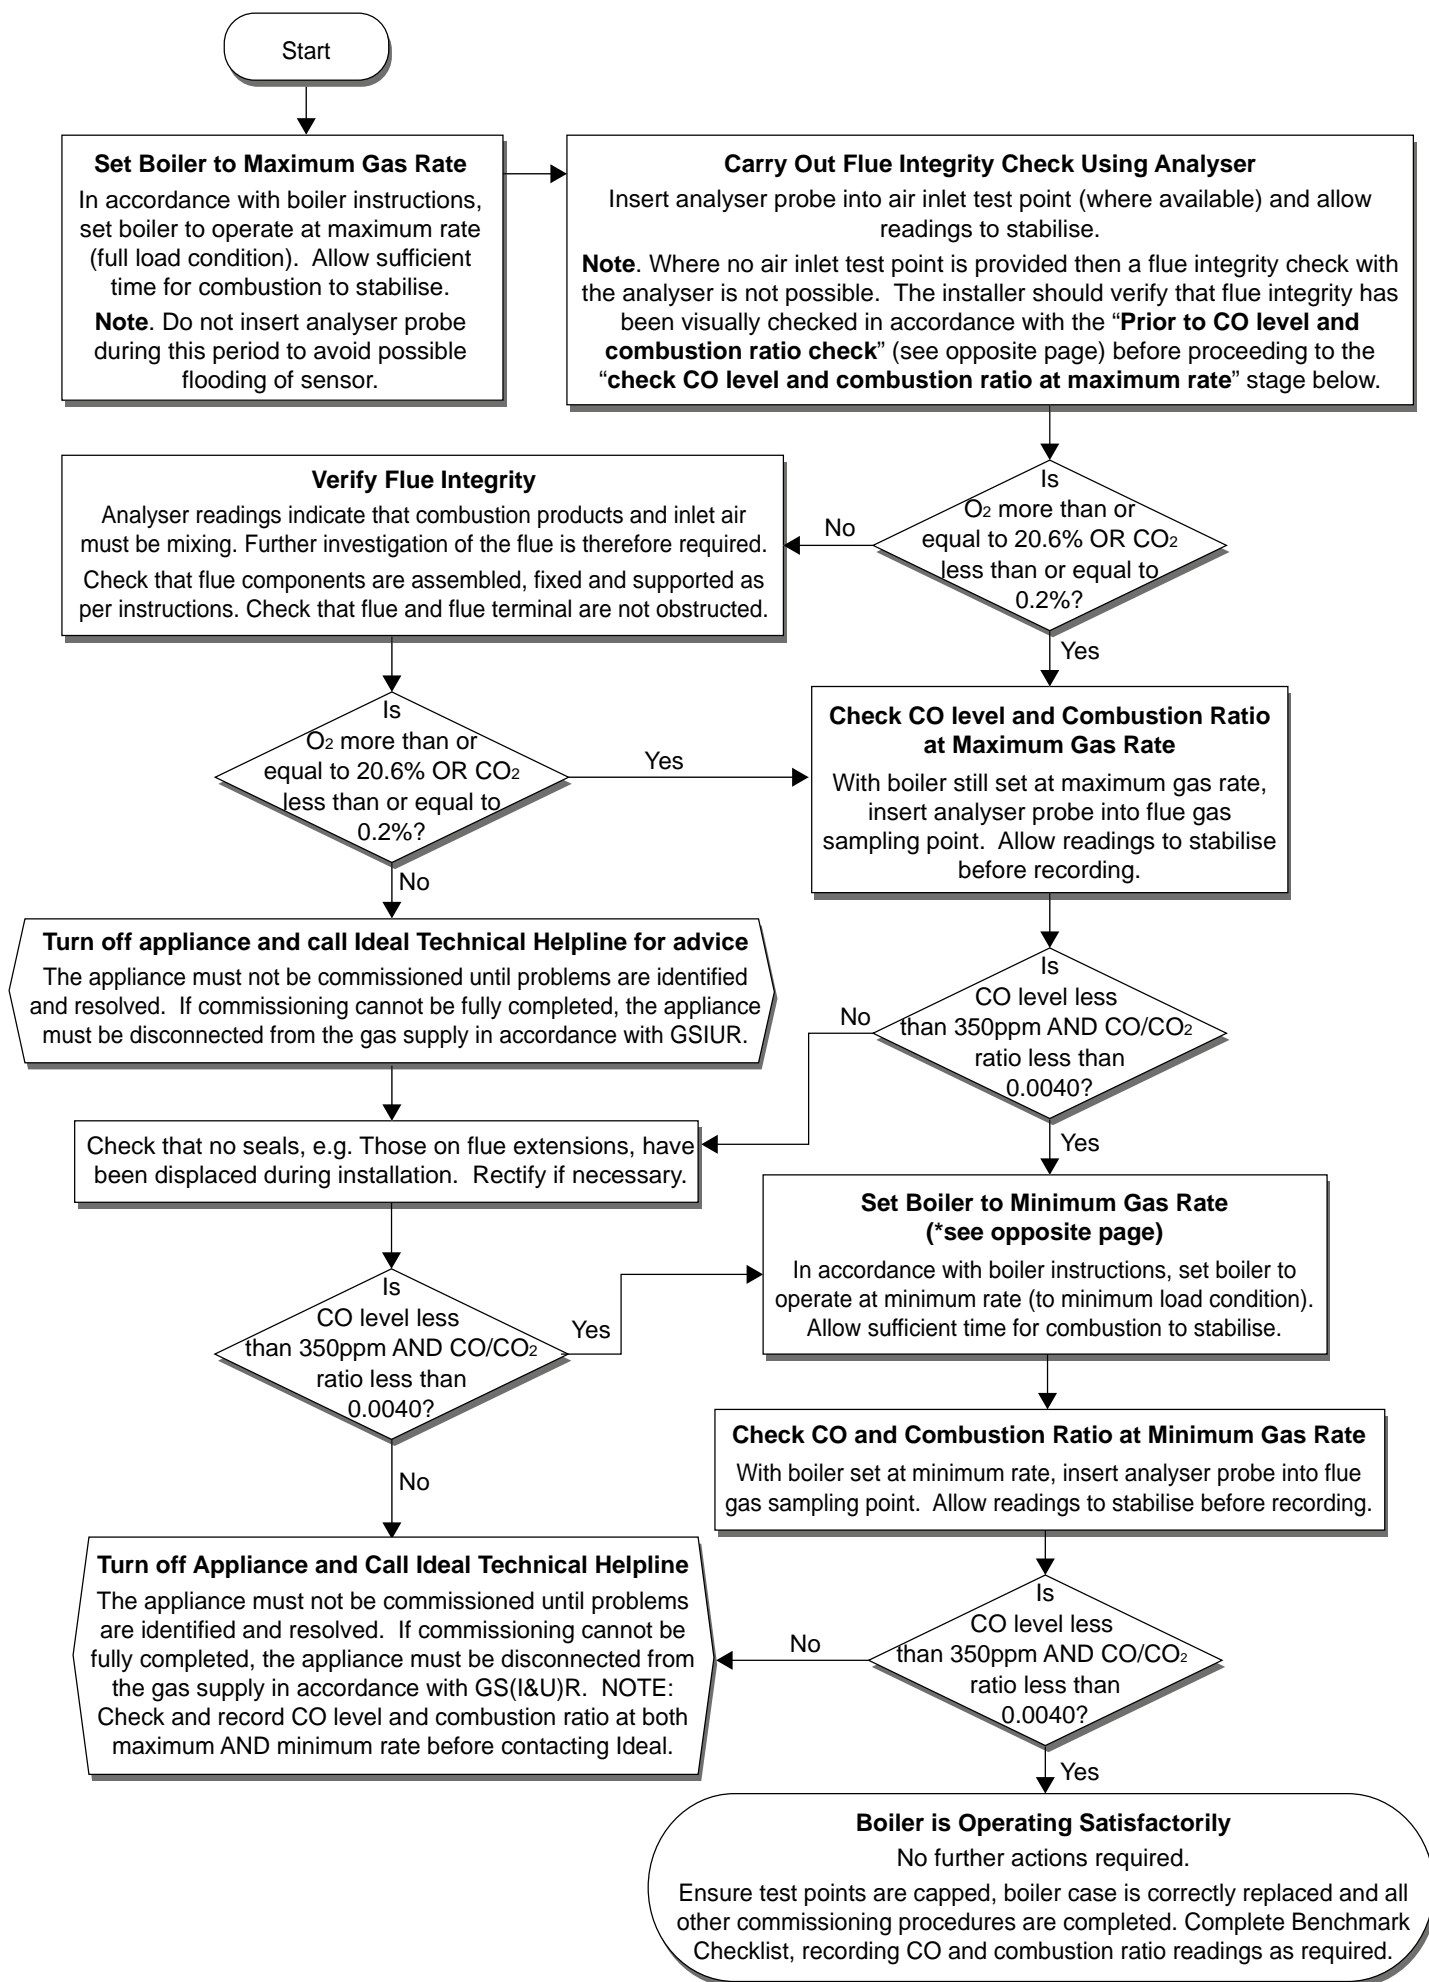 Start
Set Boiler to Maximum Gas Rate
In accordance with boiler instructions,
set boiler to operate at maximum rate
(full load condition).  Allow sufficient
time for combustion to stabilise.
Note. Do not insert analyser probe
during this period to avoid possible
flooding of sensor.
Carry Out Flue Integrity Check Using Analyser
Insert analyser probe into air inlet test point (where available) and allow
readings to stabilise.
Note. Where no air inlet test point is provided then a flue integrity check with
the analyser is not possible.  The installer should verify that flue integrity has
been visually checked in accordance with the “Prior to CO level and
combustion ratio check” (see opposite page) before proceeding to the
“check CO level and combustion ratio at maximum rate” stage below.
Is
O2 more than or
equal to 20.6% OR CO2
less than or equal to
0.2%?
No
Yes
Verify Flue Integrity
Analyser readings indicate that combustion products and inlet air
must be mixing. Further investigation of the flue is therefore required.
Check that flue components are assembled, fixed and supported as
per instructions. Check that flue and flue terminal are not obstructed.
Is
O2 more than or
equal to 20.6% OR CO2
less than or equal to
0.2%?
Yes
No
Check CO level and Combustion Ratio
at Maximum Gas Rate
With boiler still set at maximum gas rate,
insert analyser probe into flue gas
sampling point.  Allow readings to stabilise
before recording.
Turn off appliance and call Ideal Technical Helpline for advice
The appliance must not be commissioned until problems are identified
and resolved.  If commissioning cannot be fully completed, the appliance
must be disconnected from the gas supply in accordance with GSIUR.
Is
CO level less
than 350ppm AND CO/CO2
ratio less than
0.0040?
No
Yes
Check that no seals, e.g. Those on flue extensions, have
been displaced during installation.  Rectify if necessary.
Set Boiler to Minimum Gas Rate
(*see opposite page)
In accordance with boiler instructions, set boiler to
operate at minimum rate (to minimum load condition).
Allow sufficient time for combustion to stabilise.
Is
CO level less
than 350ppm AND CO/CO2
ratio less than
0.0040?
Yes
No
Check CO and Combustion Ratio at Minimum Gas Rate
With boiler set at minimum rate, insert analyser probe into flue
gas sampling point.  Allow readings to stabilise before recording.
Turn off Appliance and Call Ideal Technical Helpline
The appliance must not be commissioned until problems
are identified and resolved.  If commissioning cannot be
fully completed, the appliance must be disconnected from
the gas supply in accordance with GS(I&U)R.  NOTE:
Check and record CO level and combustion ratio at both
maximum AND minimum rate before contacting Ideal.
Is
CO level less
than 350ppm AND CO/CO2
ratio less than
0.0040?
No
Yes
Boiler is Operating Satisfactorily
No further actions required.
Ensure test points are capped, boiler case is correctly replaced and all
other commissioning procedures are completed. Complete Benchmark
Checklist, recording CO and combustion ratio readings as required.